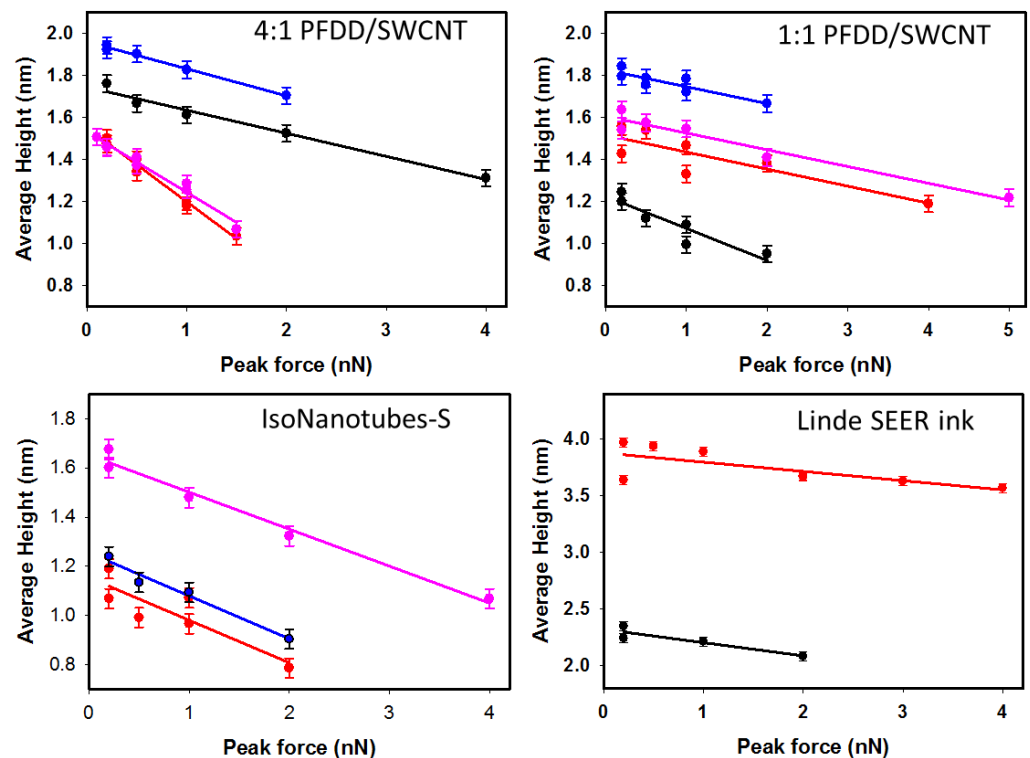 4:1 PFDD/SWCNT
2.0
1.8
1.6
1.4
1.2
1.0
0.8
Average Height (nm)
0 1 2 3 4
Peak force (nN)
1:1 PFDD/SWCNT
2.0
1.8
1.6
1.4
1.2
1.0
0.8
Average Height (nm)
0 1 2 3 4 5
Peak force (nN)
IsoNanotubes-S
1.8
1.6
1.4
1.2
1.0
0.8
Average Height (nm)
0 2 4
Peak force (nN)
Linde SEER ink
4.0
3.5
2.5
2.0
Average Height (nm)
0 1 2 3 4
Peak force (nN)